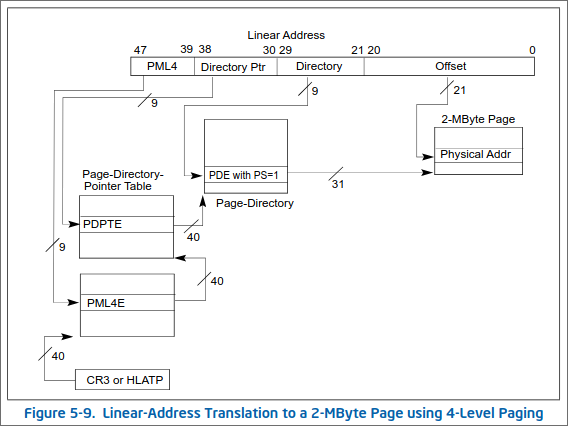 Linear Address
47 39 38 30 29 21 20 0
PML4 Directory Ptr Directory Offset
9 9 21
2-MByte Page
Physical Addr
PDE with PS=1
31
Page-Directory-
Pointer Table
Page-Directory
PDPTE
40
9
40
PML4E
40
CR3 or HLATP
Figure 5-9. Linear-Address Translation to a 2-MByte Page using 4-Level Paging